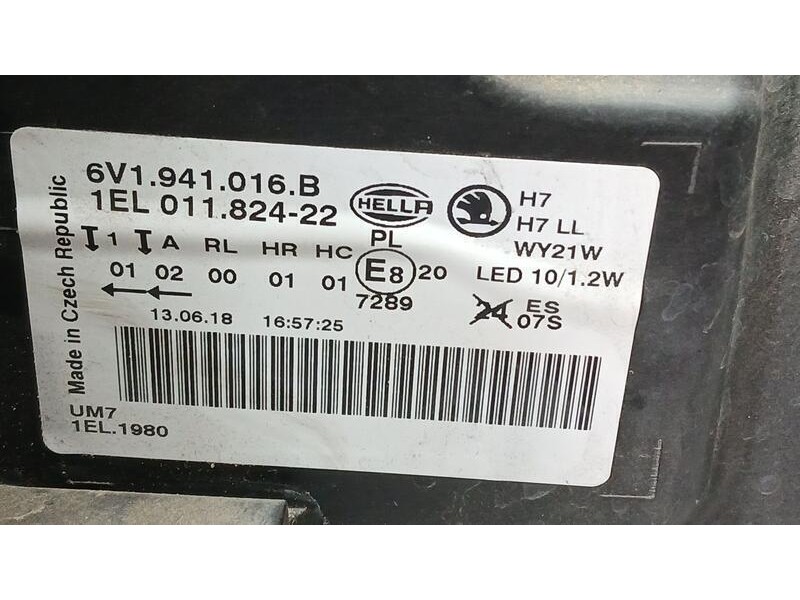 Made in Czech Republic
6V1.941.016.B
1EL 011.824-22
HELLA
H7
H7 LL
WY21W
LED 10/1.2W
1 A RL HR HC PL
01 02 00 01 01 E8 20
7289
24 ES
07S
13.06.18 16:57:25
UM7
1EL.1980